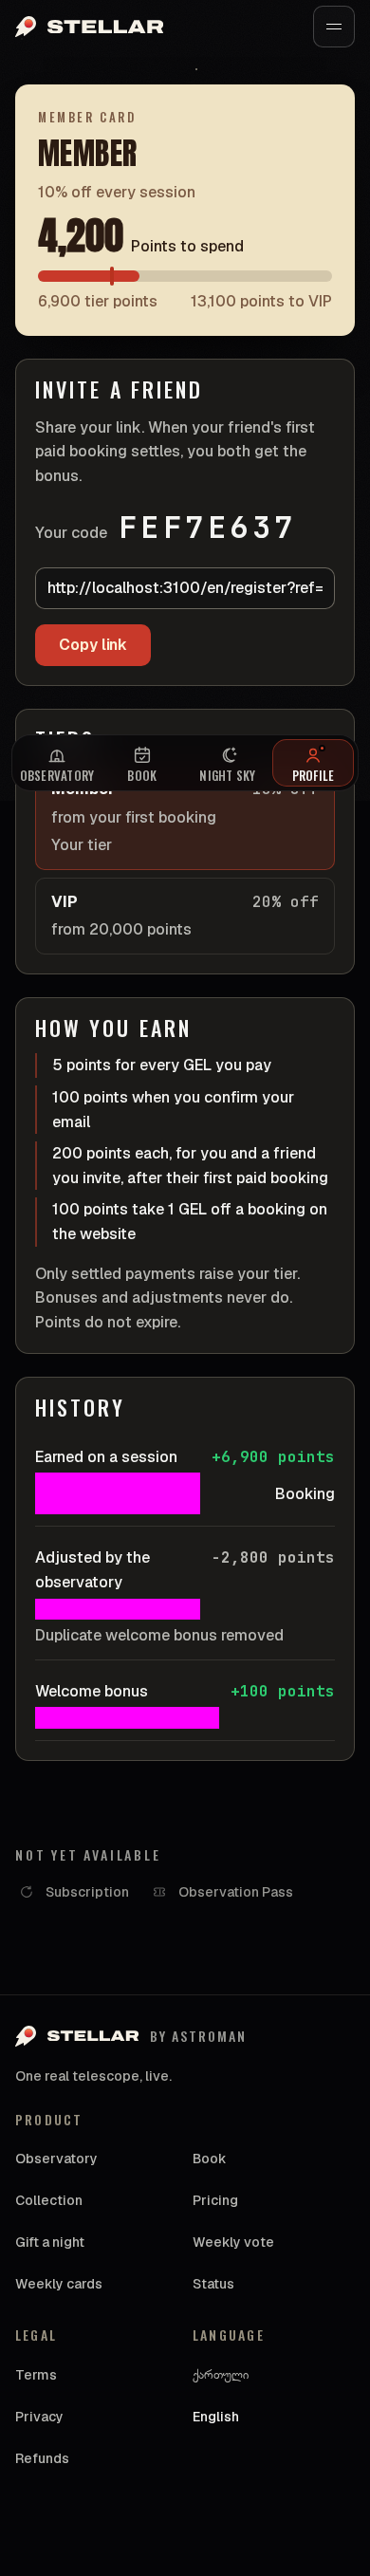 STELLAR
MEMBER CARD
MEMBER
10% off every session
4,200 Points to spend
6,900 tier points 13,100 points to VIP
INVITE A FRIEND
Share your link. When your friend's first
paid booking settles, you both get the
bonus.
Your code FEF7E637
http://localhost:3100/en/register?ref=
Copy link
OBSERVATORY BOOK NIGHT SKY PROFILE
from your first booking
Your tier
VIP 20% off
from 20,000 points
HOW YOU EARN
5 points for every GEL you pay
100 points when you confirm your
email
200 points each, for you and a friend
you invite, after their first paid booking
100 points take 1 GEL off a booking on
the website
Only settled payments raise your tier.
Bonuses and adjustments never do.
Points do not expire.
HISTORY
Earned on a session +6,900 points
Booking
Adjusted by the -2,800 points
observatory
Duplicate welcome bonus removed
Welcome bonus +100 points
NOT YET AVAILABLE
Subscription Observation Pass
STELLAR BY ASTROMAN
One real telescope, live.
PRODUCT
Observatory Book
Collection Pricing
Gift a night Weekly vote
Weekly cards Status
LEGAL LANGUAGE
Terms ქართული
Privacy English
Refunds